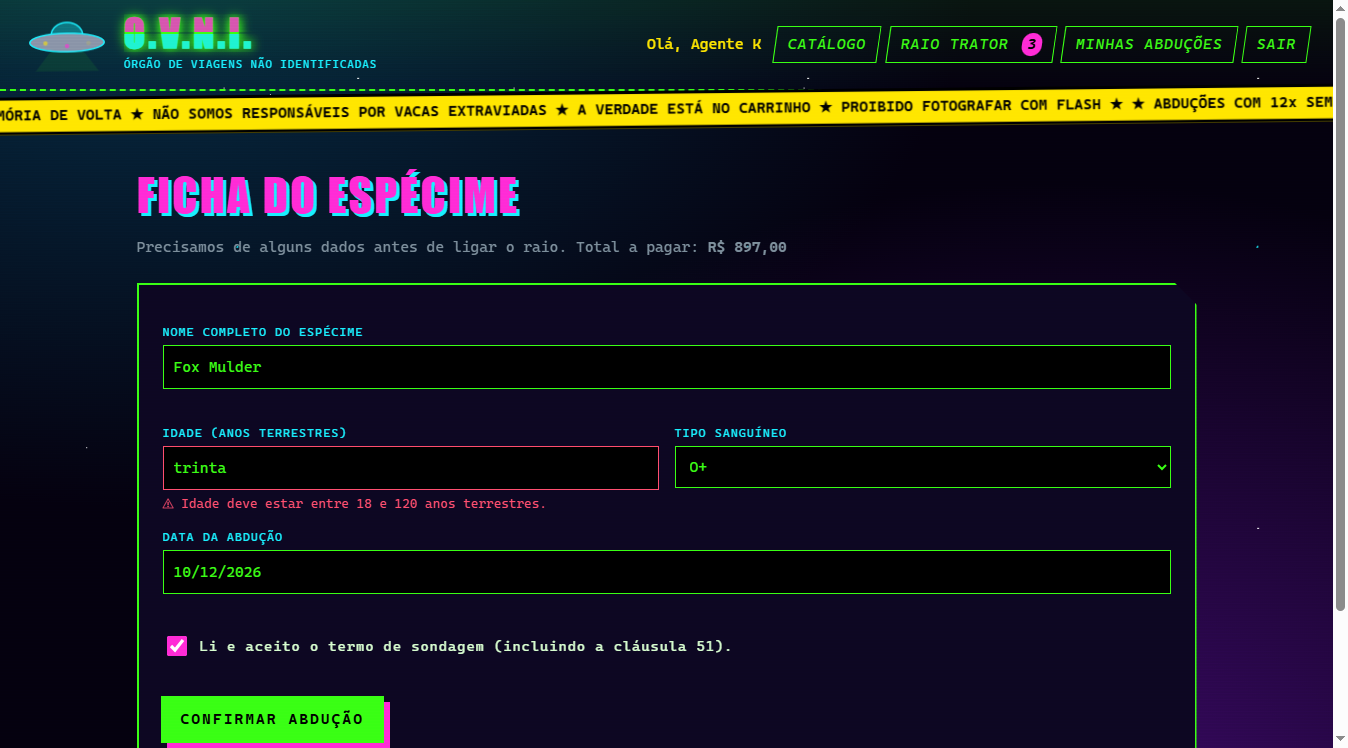 O.V.N.I.
ÓRGÃO DE VIAGENS NÃO IDENTIFICADAS
Olá, Agente K
CATÁLOGO
RAIO TRATOR 3
MINHAS ABDUÇÕES
SAIR
MÓRIA DE VOLTA ★ NÃO SOMOS RESPONSÁVEIS POR VACAS EXTRAVIADAS ★ A VERDADE ESTÁ NO CARRINHO ★ PROIBIDO FOTOGRAFAR COM FLASH ★ ★ ABDUÇÕES COM 12x SEM
FICHA DO ESPÉCIME
Precisamos de alguns dados antes de ligar o raio. Total a pagar: R$ 897,00
NOME COMPLETO DO ESPÉCIME
Fox Mulder
IDADE (ANOS TERRESTRES)
TIPO SANGUÍNEO
trinta
O+
⚠ Idade deve estar entre 18 e 120 anos terrestres.
DATA DA ABDUÇÃO
10/12/2026
Li e aceito o termo de sondagem (incluindo a cláusula 51).
CONFIRMAR ABDUÇÃO